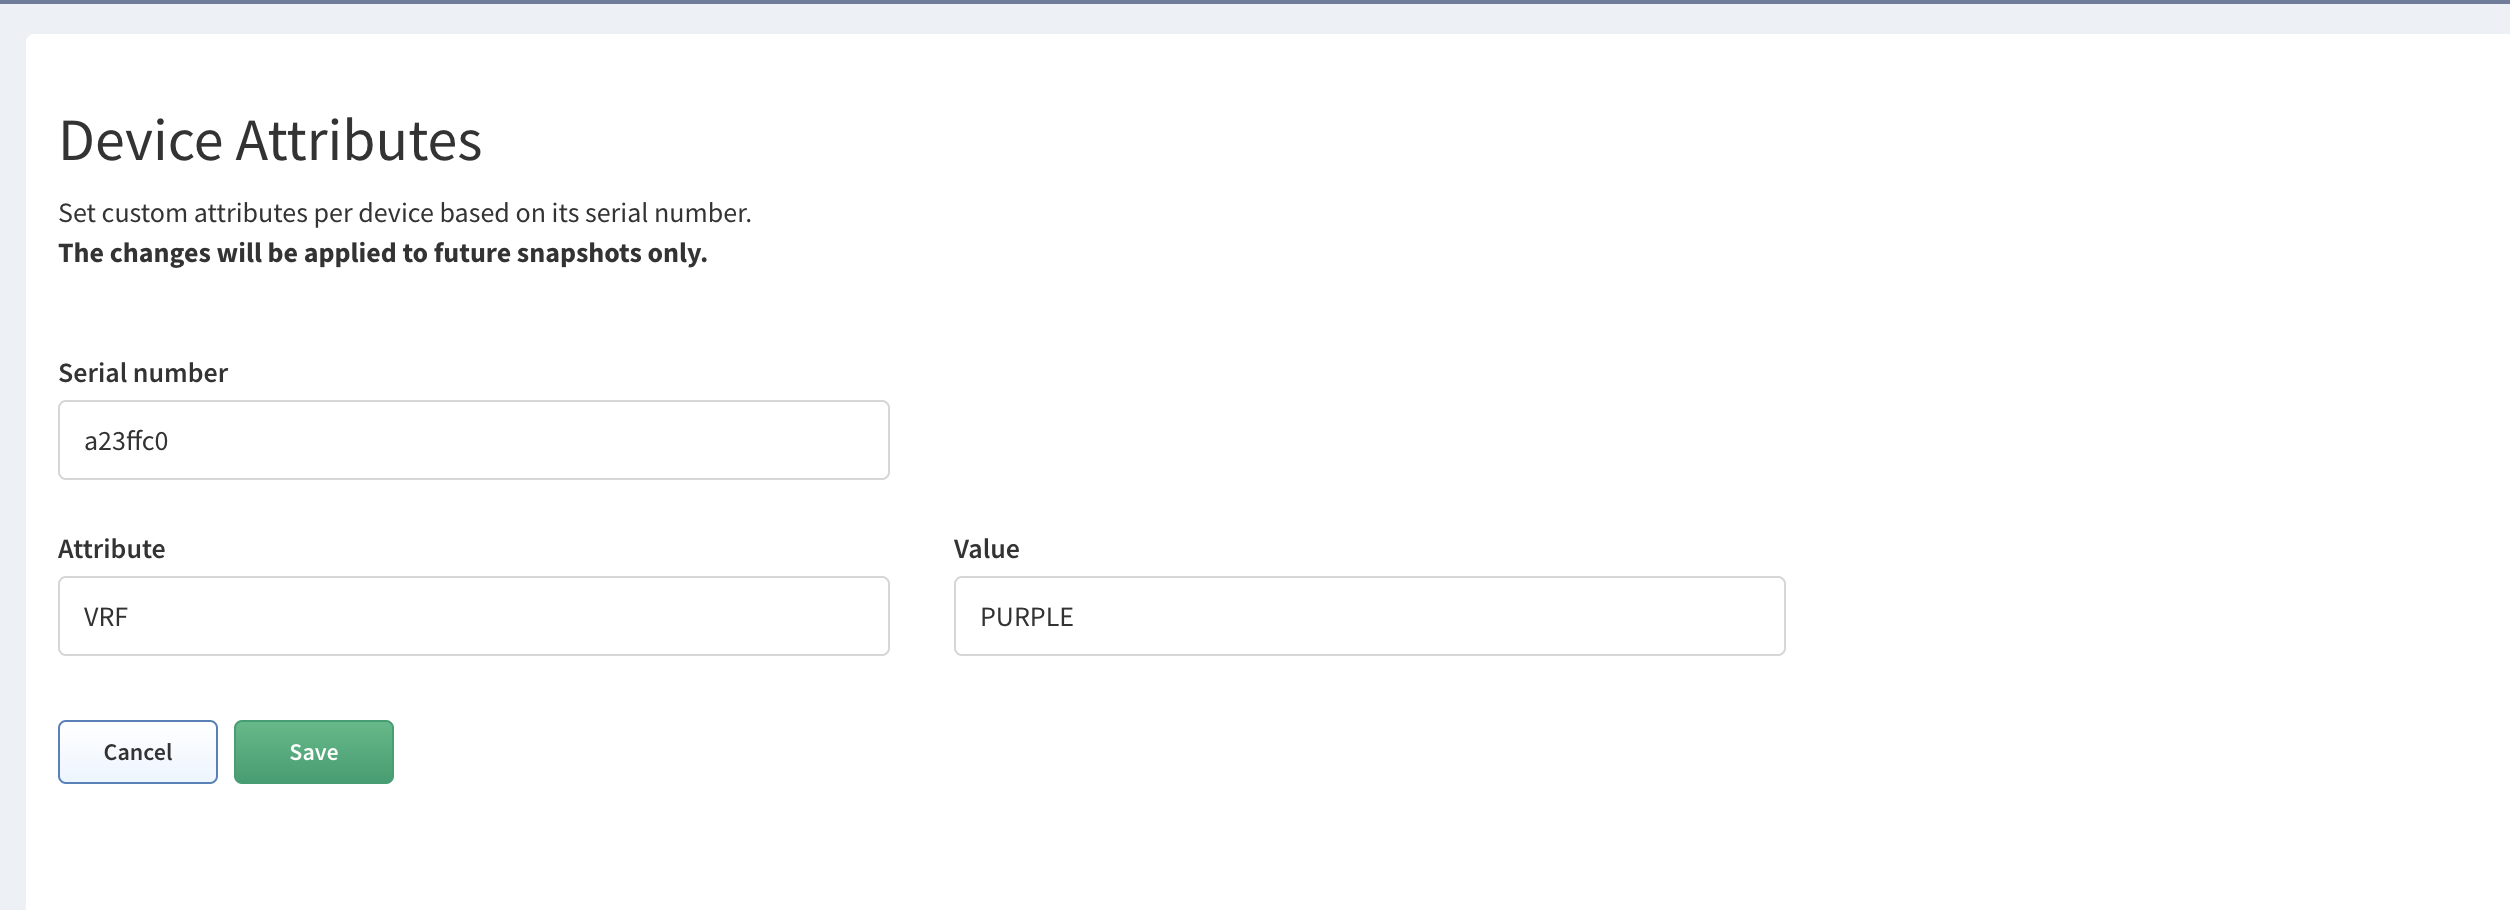 Device Attributes
Set custom attributes per device based on its serial number.
The changes will be applied to future snapshots only.
Serial number
a23ffc0
Attribute
Value
VRF
PURPLE
Cancel
Save